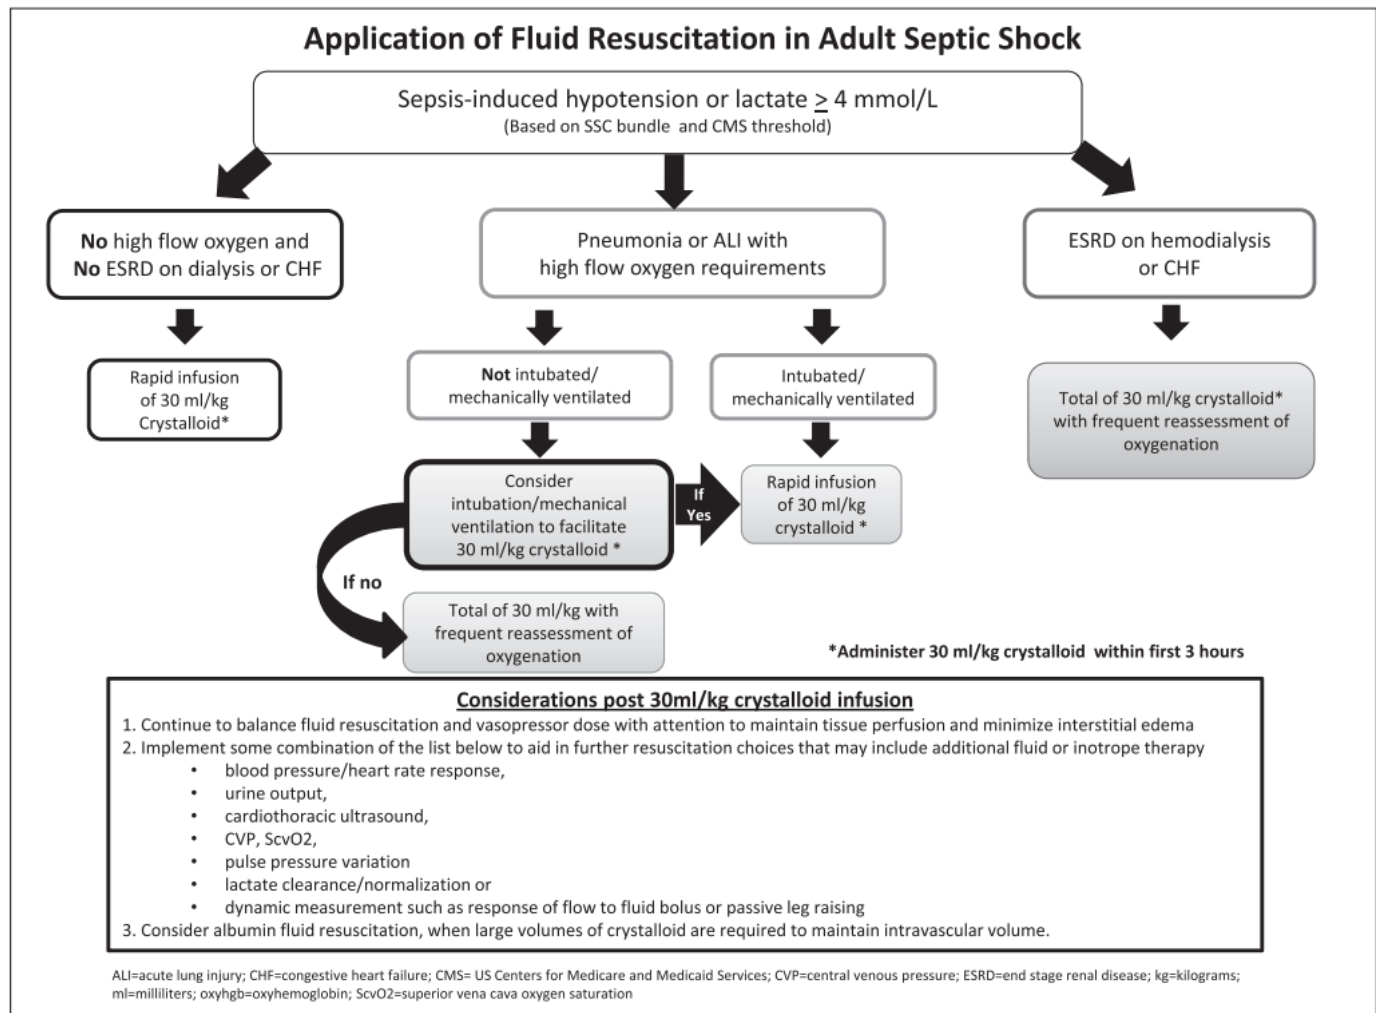 Application of Fluid Resuscitation in Adult Septic Shock
Sepsis-induced hypotension or lactate ≥ 4 mmol/L
(Based on SSC bundle and CMS threshold)
No high flow oxygen and
No ESRD on dialysis or CHF
Pneumonia or ALI with
high flow oxygen requirements
ESRD on hemodialysis
or CHF
Rapid infusion
of 30 ml/kg
Crystalloid*
Not intubated/
mechanically ventilated
Intubated/
mechanically ventilated
Total of 30 ml/kg crystalloid*
with frequent reassessment of
oxygenation
Consider
intubation/mechanical
ventilation to facilitate
30 ml/kg crystalloid *
If
Yes
Rapid infusion
of 30 ml/kg
crystalloid *
If no
Total of 30 ml/kg with
frequent reassessment of
oxygenation
*Administer 30 ml/kg crystalloid within first 3 hours
Considerations post 30ml/kg crystalloid infusion
1. Continue to balance fluid resuscitation and vasopressor dose with attention to maintain tissue perfusion and minimize interstitial edema
2. Implement some combination of the list below to aid in further resuscitation choices that may include additional fluid or inotrope therapy
• blood pressure/heart rate response,
• urine output,
• cardiothoracic ultrasound,
• CVP, ScvO2,
• pulse pressure variation
• lactate clearance/normalization or
• dynamic measurement such as response of flow to fluid bolus or passive leg raising
3. Consider albumin fluid resuscitation, when large volumes of crystalloid are required to maintain intravascular volume.
ALI=acute lung injury; CHF=congestive heart failure; CMS= US Centers for Medicare and Medicaid Services; CVP=central venous pressure; ESRD=end stage renal disease; kg=kilograms;
ml=milliliters; oxyhgb=oxyhemoglobin; ScvO2=superior vena cava oxygen saturation